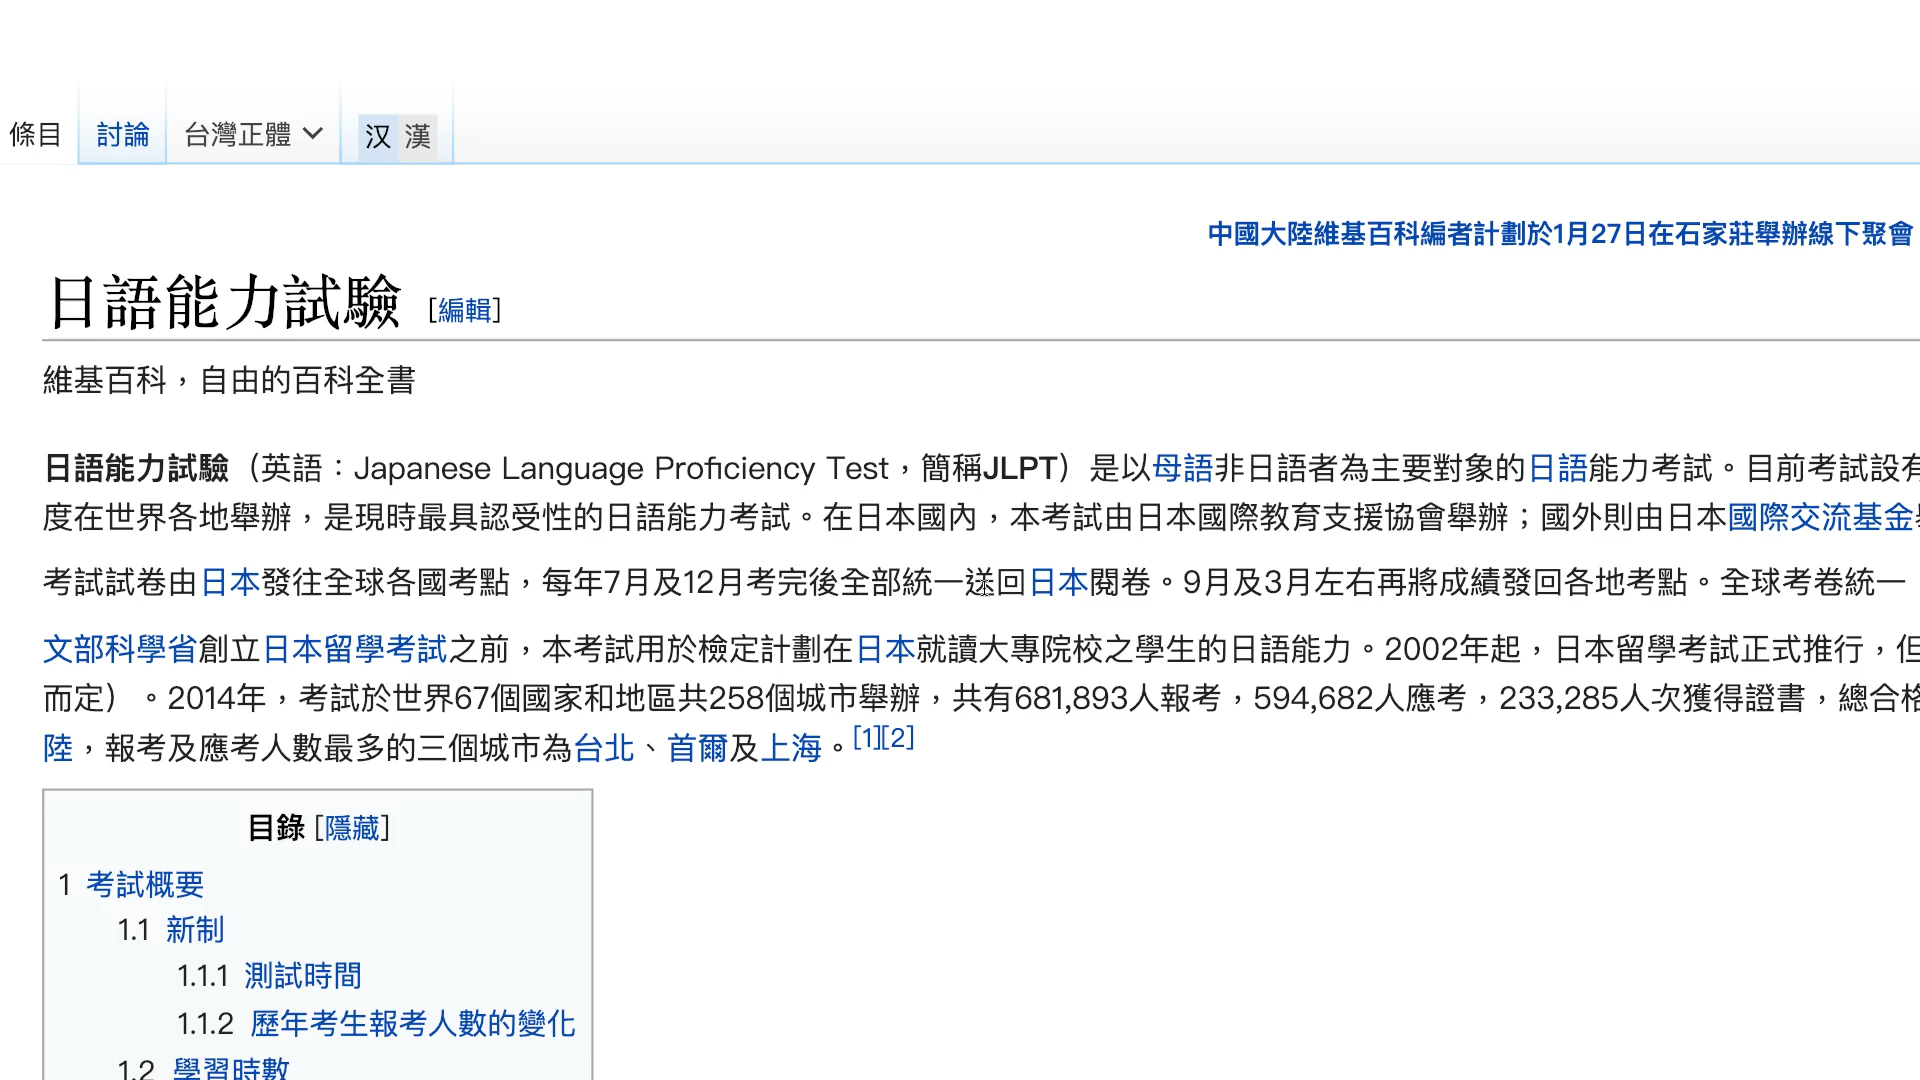 條目 討論 台灣正體 汉 漢
中國大陸維基百科編者計劃於1月27日在石家莊舉辦線下聚會
日語能力試驗 [編輯]
維基百科，自由的百科全書
日語能力試驗（英語：Japanese Language Proficiency Test，簡稱JLPT）是以母語非日語者為主要對象的日語能力考試。目前考試設有
度在世界各地舉辦，是現時最具認受性的日語能力考試。在日本國內，本考試由日本國際教育支援協會舉辦；國外則由日本國際交流基金
考試試卷由日本發往全球各國考點，每年7月及12月考完後全部統一送回日本閱卷。9月及3月左右再將成績發回各地考點。全球考卷統一
文部科學省創立日本留學考試之前，本考試用於檢定計劃在日本就讀大專院校之學生的日語能力。2002年起，日本留學考試正式推行，但
而定）。2014年，考試於世界67個國家和地區共258個城市舉辦，共有681,893人報考，594,682人應考，233,285人次獲得證書，總合格
陸，報考及應考人數最多的三個城市為台北、首爾及上海。[1][2]
目錄 [隱藏]
1 考試概要
1.1 新制
1.1.1 測試時間
1.1.2 歷年考生報考人數的變化
1.2 學習時數